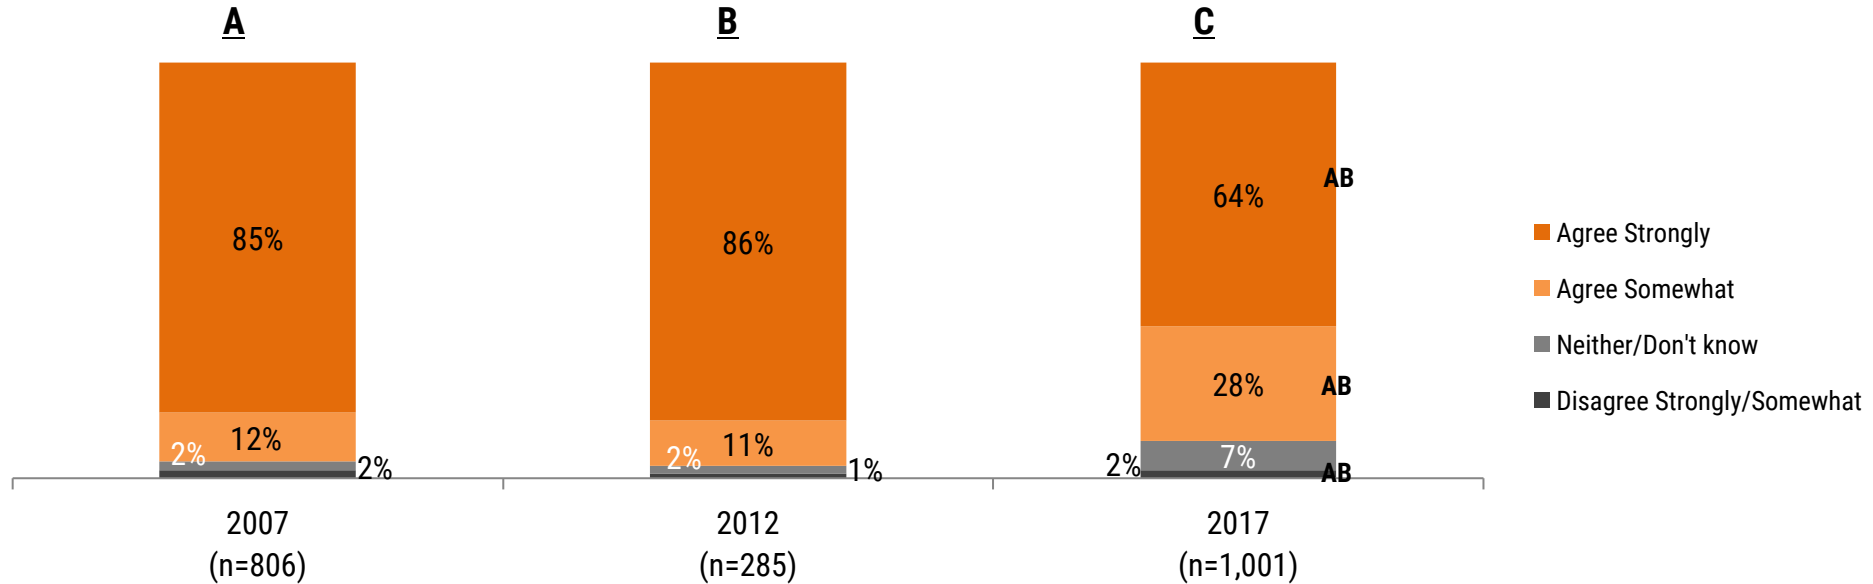 A
B
C
85%
12%
2%
2%
86%
11%
2%
1%
64%
AB
28%
AB
7%
2%
AB
2007
(n=806)
2012
(n=285)
2017
(n=1,001)
Agree Strongly
Agree Somewhat
Neither/Don't know
Disagree Strongly/Somewhat